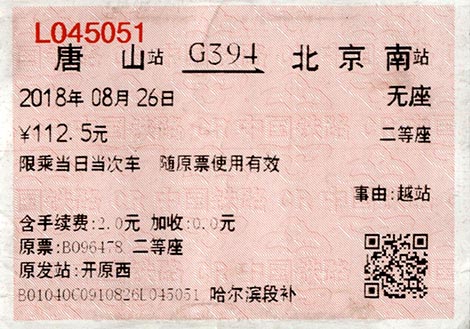 L045051
唐 山站 G394 北京南站
2018年08月26日 无座
¥112.5元 二等座
限乘当日当次车 随原票使用有效
事由:越站
含手续费:2.0元 加收:0.0元
原票:B096478 二等座
原发站:开原西
B01040C0910826L045051 哈尔滨段补